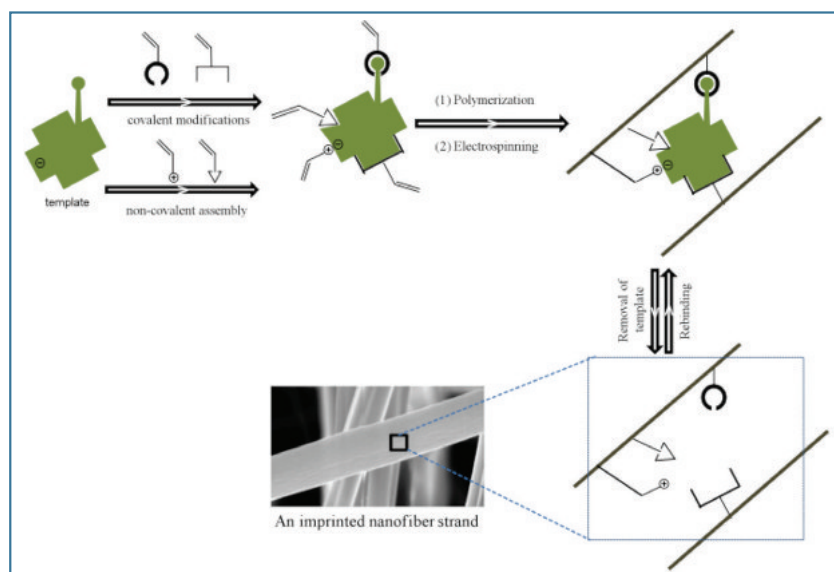 covalent modifications
template
non-covalent assembly
(1) Polymerization
(2) Electrospinning
Removal of
template
Rebinding
An imprinted nanofiber strand